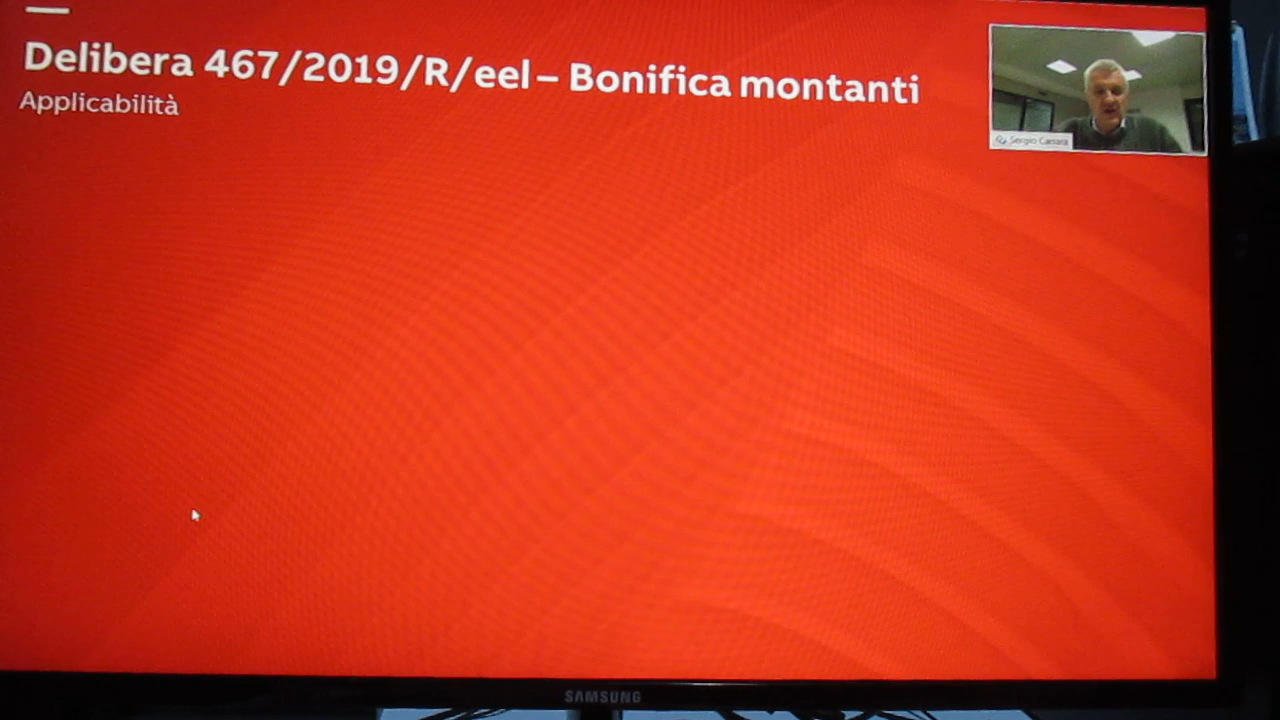 Delibera 467/2019/R/eel – Bonifica montanti
Applicabilità
Sergio Carrara
SAMSUNG